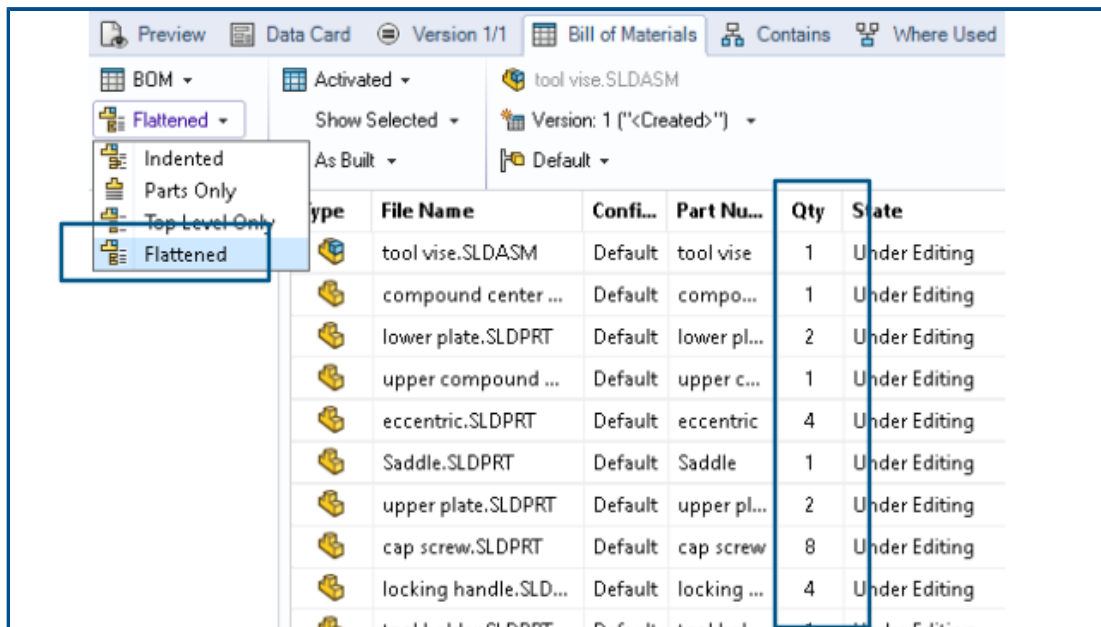 Preview Data Card Version 1/1 Bill of Materials Contains Where Used
BOM Activated tool vise.SLDASM
Flattened Show Selected Version: 1 ("<Created>")
Indented As Built Default
Parts Only
Top Level Only ype File Name Confi... Part Nu... Qty State
Flattened tool vise.SLDASM Default tool vise 1 Under Editing
compound center ... Default compo... 1 Under Editing
lower plate.SLDPRT Default lower pl... 2 Under Editing
upper compound ... Default upper c... 1 Under Editing
eccentric.SLDPRT Default eccentric 4 Under Editing
Saddle.SLDPRT Default Saddle 1 Under Editing
upper plate.SLDPRT Default upper pl... 2 Under Editing
cap screw.SLDPRT Default cap screw 8 Under Editing
locking handle.SLD... Default locking ... 4 Under Editing